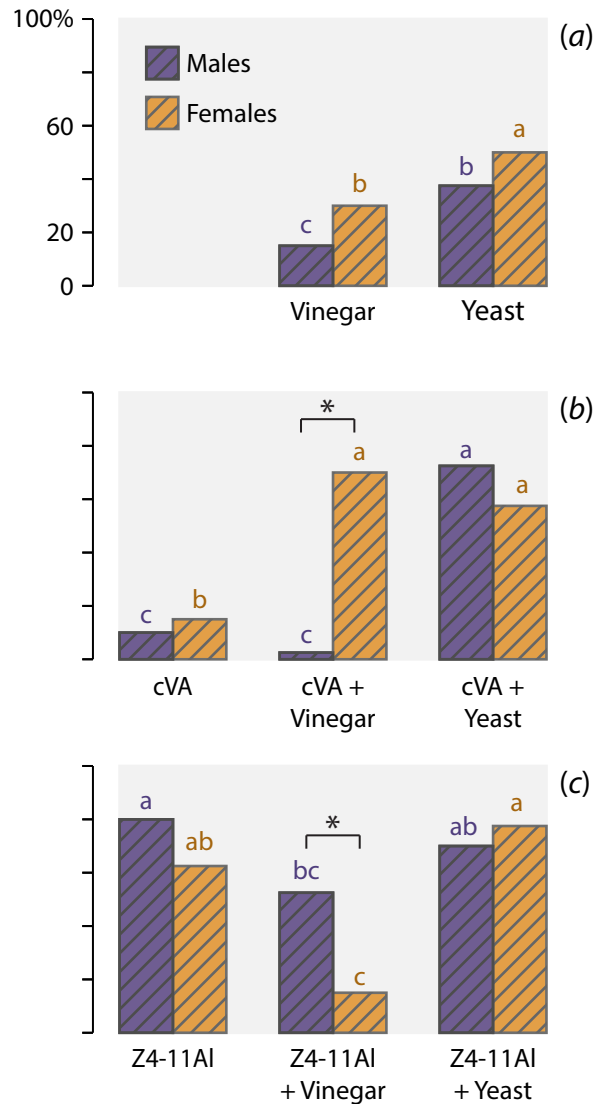 100%
(a)
Males
Females
60
a
b
b
c
20
0
Vinegar
Yeast
(b)
*
a
a
a
b
c
c
cVA
cVA +
Vinegar
cVA +
Yeast
(c)
a
*
a
ab
ab
bc
c
Z4-11Al
Z4-11Al
+ Vinegar
Z4-11Al
+ Yeast